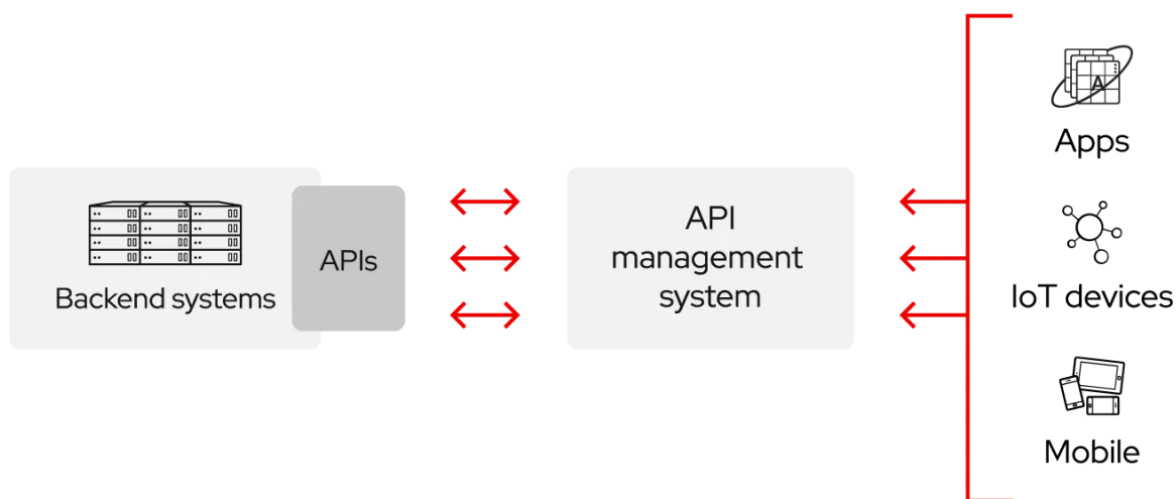 Backend systems
APIs
API
management
system
A
Apps
IoT devices
Mobile